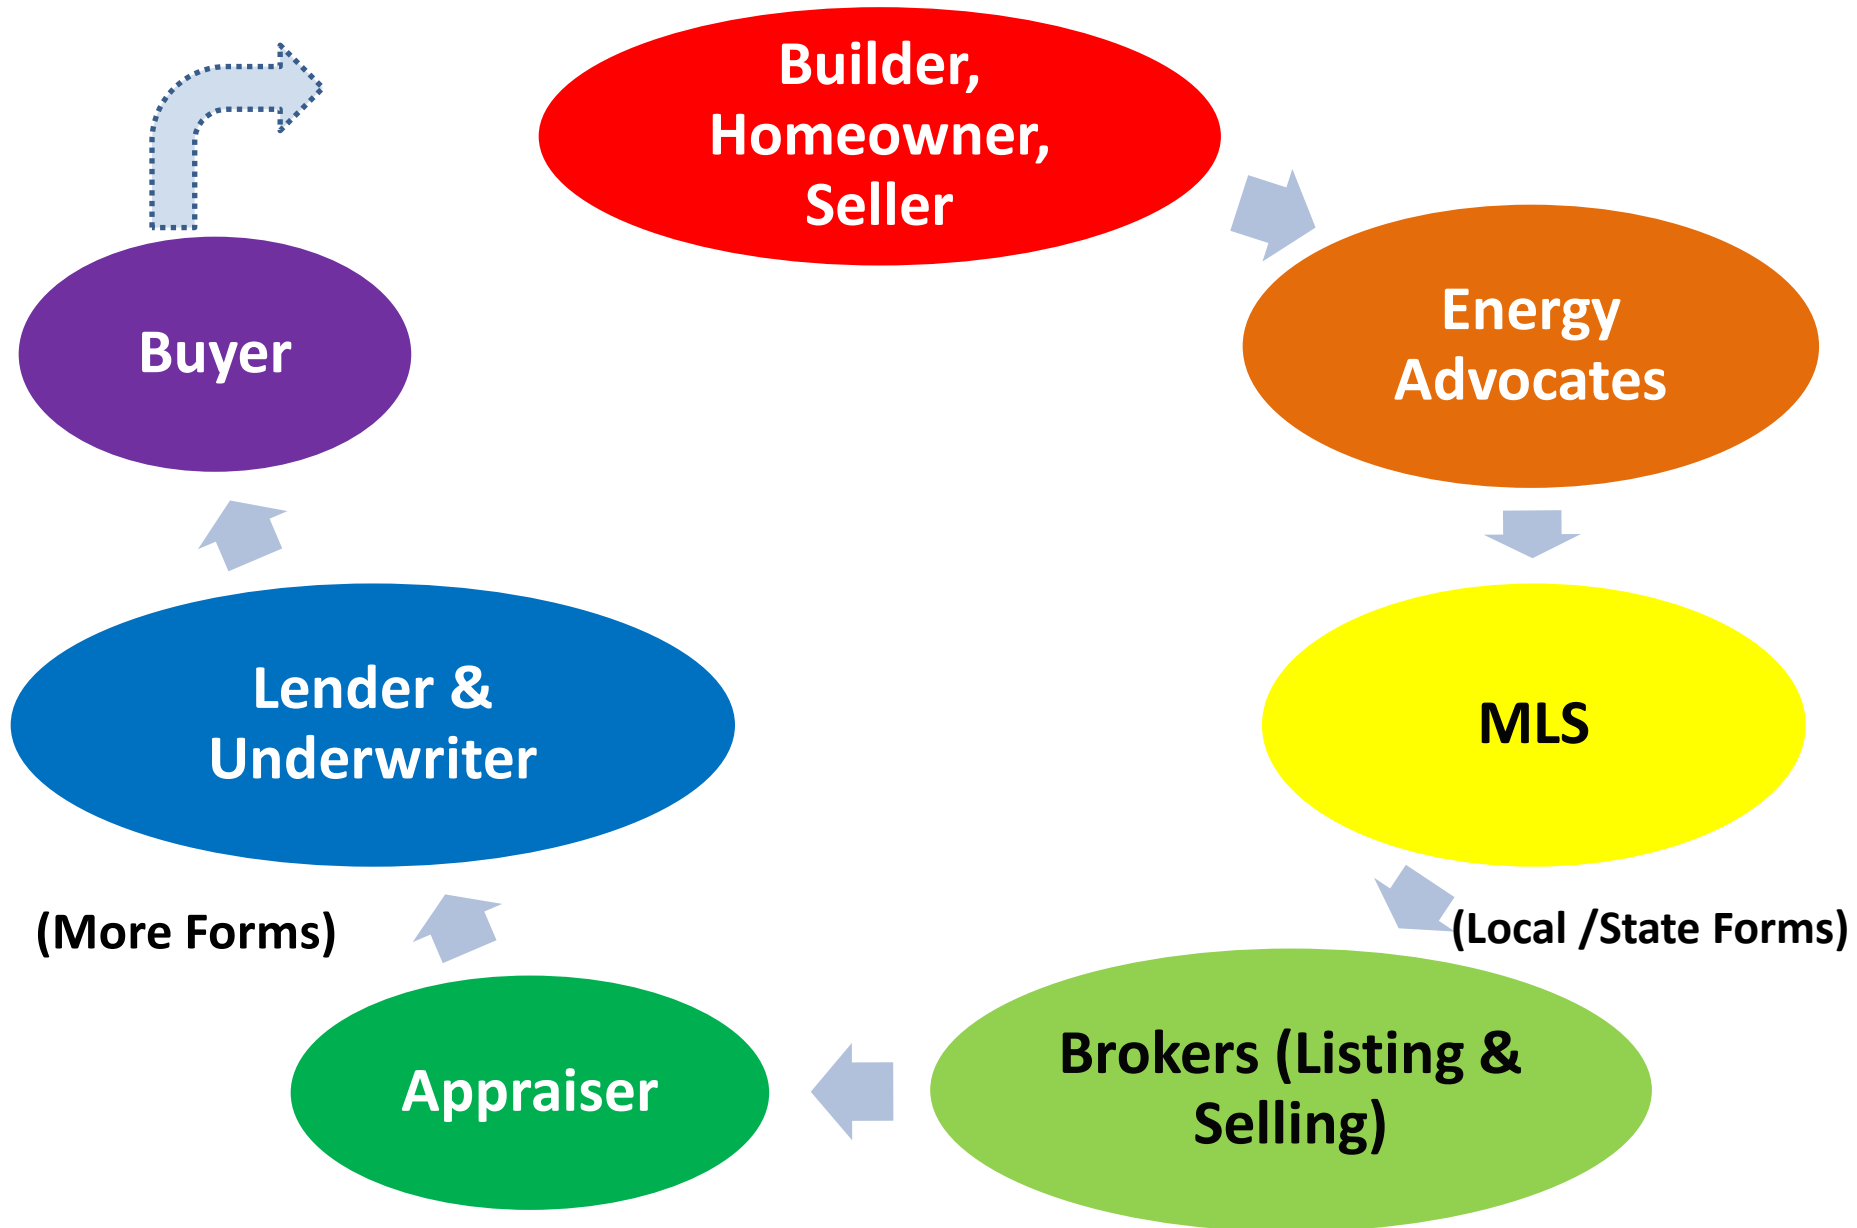 Builder,
Homeowner,
Seller
Energy
Advocates
MLS
(Local /State Forms)
Brokers (Listing &
Selling)
Appraiser
(More Forms)
Lender &
Underwriter
Buyer